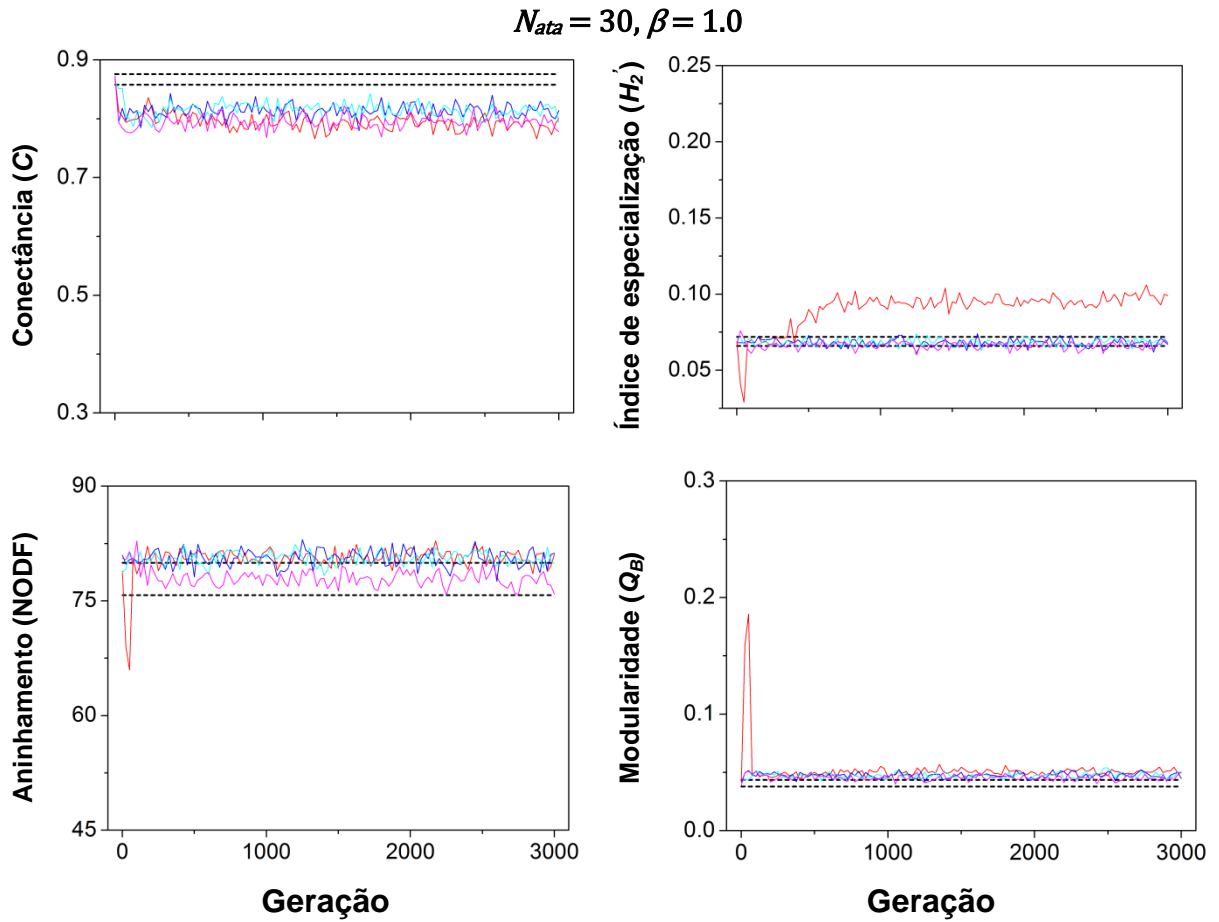 N_ata = 30, β = 1.0
Conectância (C)
0.9
0.7
0.5
0.3
Índice de especialização (H₂′)
0.25
0.20
0.15
0.10
0.05
Aninhamento (NODF)
90
75
60
45
0 1000 2000 3000
Geração
Modularidade (Q_B)
0.3
0.2
0.1
0.0
0 1000 2000 3000
Geração